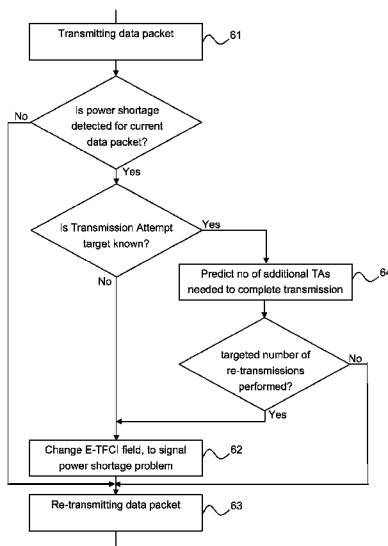 Transmitting data packet
61
Is power shortage
detected for current
data packet?
No
Yes
Is Transmission Attempt
target known?
Yes
No
Predict no of additional TAs
needed to complete transmission
64
targeted number of
re-transmissions
performed?
No
Yes
Change E-TFCI field, to signal
power shortage problem
62
Re-transmitting data packet
63